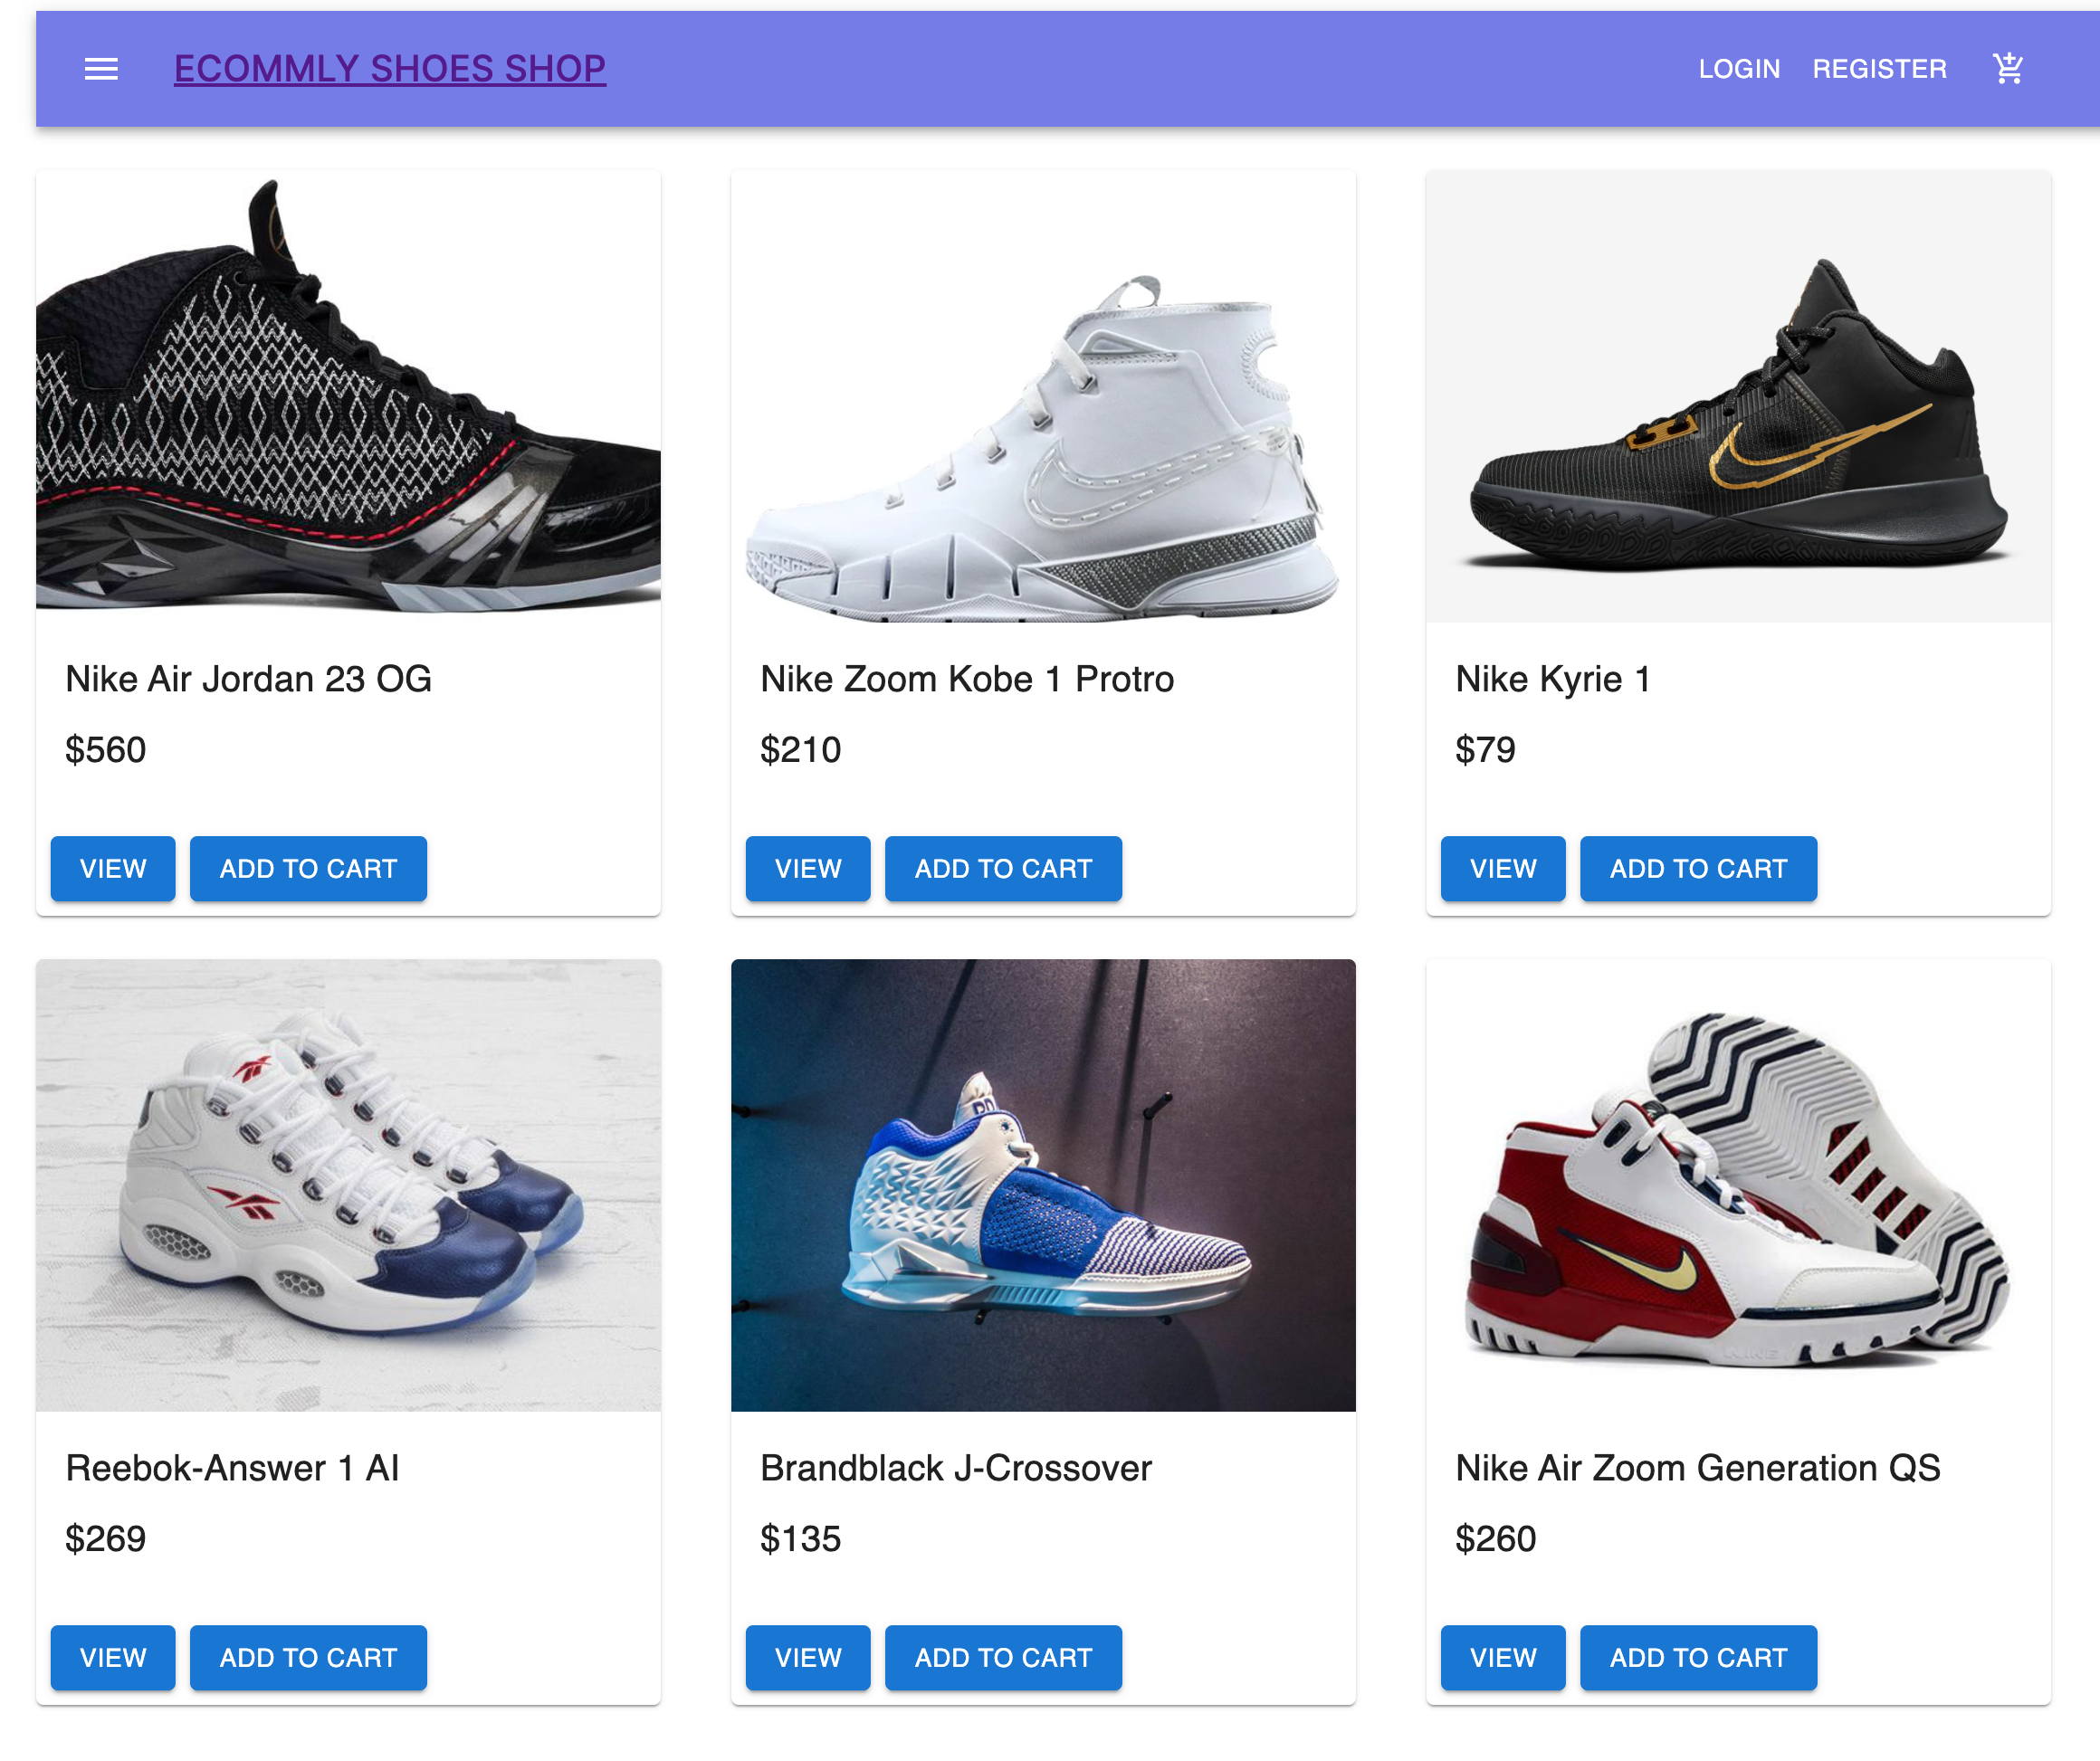 ECOMMLY SHOES SHOP
LOGIN REGISTER
Nike Air Jordan 23 OG
$560
VIEW ADD TO CART
Nike Zoom Kobe 1 Protro
$210
VIEW ADD TO CART
Nike Kyrie 1
$79
VIEW ADD TO CART
Reebok-Answer 1 AI
$269
VIEW ADD TO CART
Brandblack J-Crossover
$135
VIEW ADD TO CART
Nike Air Zoom Generation QS
$260
VIEW ADD TO CART